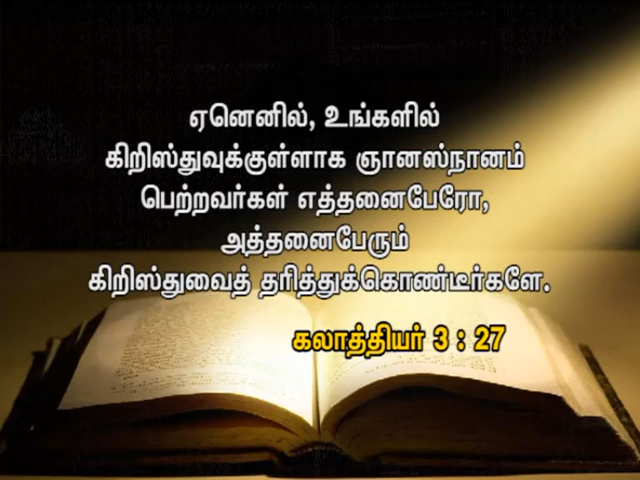 ஏனெனில், உங்களில்
கிறிஸ்துவுக்குள்ளாக ஞானஸ்நானம்
பெற்றவர்கள் எத்தனைபேரோ,
அத்தனைபேரும்
கிறிஸ்துவைத் தரித்துக்கொண்டீர்களே.
கலாத்தியர் 3 : 27